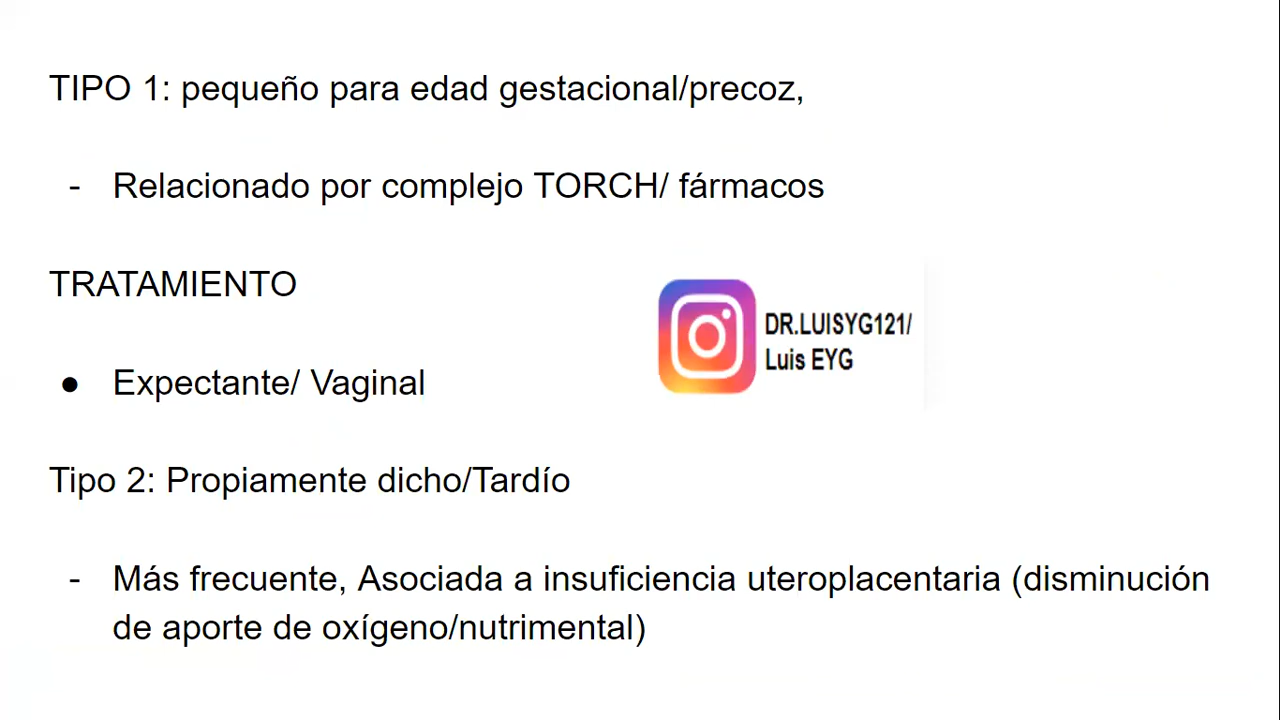 TIPO 1: pequeño para edad gestacional/precoz,
- Relacionado por complejo TORCH/ fármacos
TRATAMIENTO
DR.LUISYG121/
Luis EYG
● Expectante/ Vaginal
Tipo 2: Propiamente dicho/Tardío
- Más frecuente, Asociada a insuficiencia uteroplacentaria (disminución
de aporte de oxígeno/nutrimental)